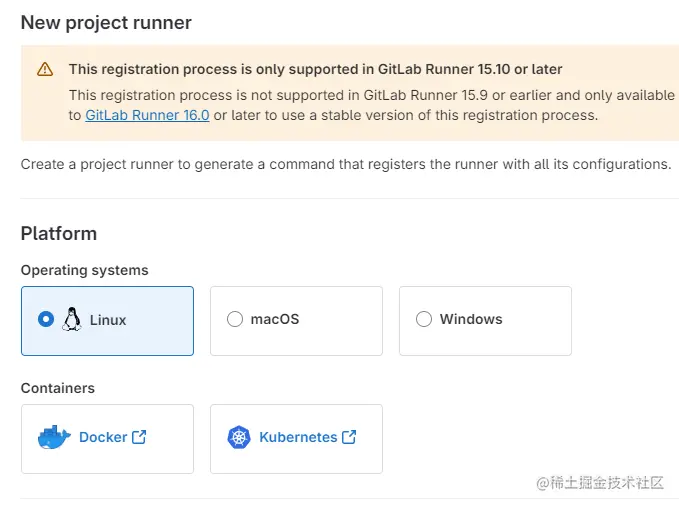 New project runner
This registration process is only supported in GitLab Runner 15.10 or later
This registration process is not supported in GitLab Runner 15.9 or earlier and only available
to GitLab Runner 16.0 or later to use a stable version of this registration process.
Create a project runner to generate a command that registers the runner with all its configurations.
Platform
Operating systems
Linux
macOS
Windows
Containers
Docker
Kubernetes
@稀土掘金技术社区